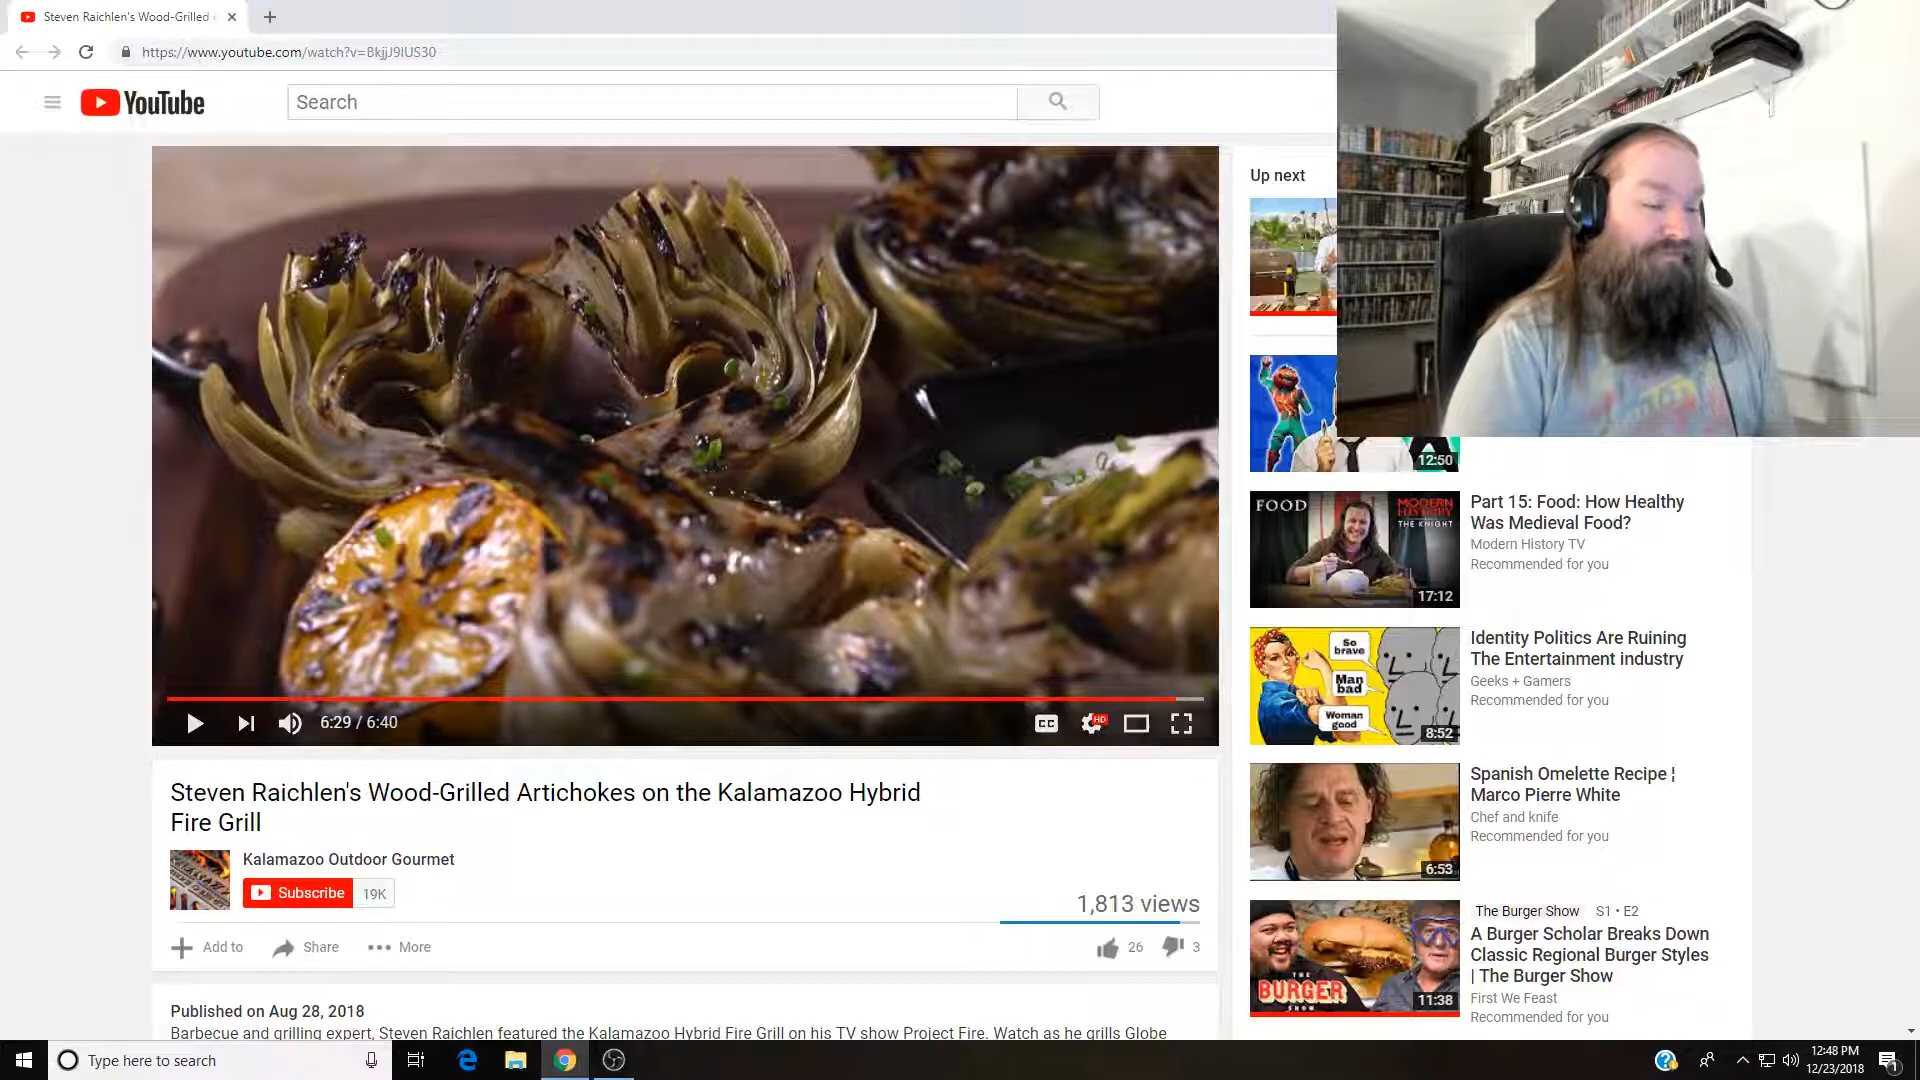 Steven Raichlen's Wood-Grilled
https://www.youtube.com/watch?v=BkjjJ9IUS30
YouTube
Search
Up next
12:50
FOOD
MODERN
HISTORY
THE KNIGHT
17:12
Part 15: Food: How Healthy
Was Medieval Food?
Modern History TV
Recommended for you
So
brave
Man
bad
Woman
good
8:52
Identity Politics Are Ruining
The Entertainment industry
Geeks + Gamers
Recommended for you
6:29 / 6:40
CC
HD
6:53
Spanish Omelette Recipe ¦
Marco Pierre White
Chef and knife
Recommended for you
Steven Raichlen's Wood-Grilled Artichokes on the Kalamazoo Hybrid
Fire Grill
Kalamazoo Outdoor Gourmet
Subscribe 19K
1,813 views
Add to Share More
26 3
THE
BURGER
SHOW
11:38
The Burger Show S1 • E2
A Burger Scholar Breaks Down
Classic Regional Burger Styles
| The Burger Show
First We Feast
Recommended for you
Published on Aug 28, 2018
Barbecue and grilling expert, Steven Raichlen featured the Kalamazoo Hybrid Fire Grill on his TV show Project Fire. Watch as he grills Globe
Type here to search
12:48 PM
12/23/2018
1